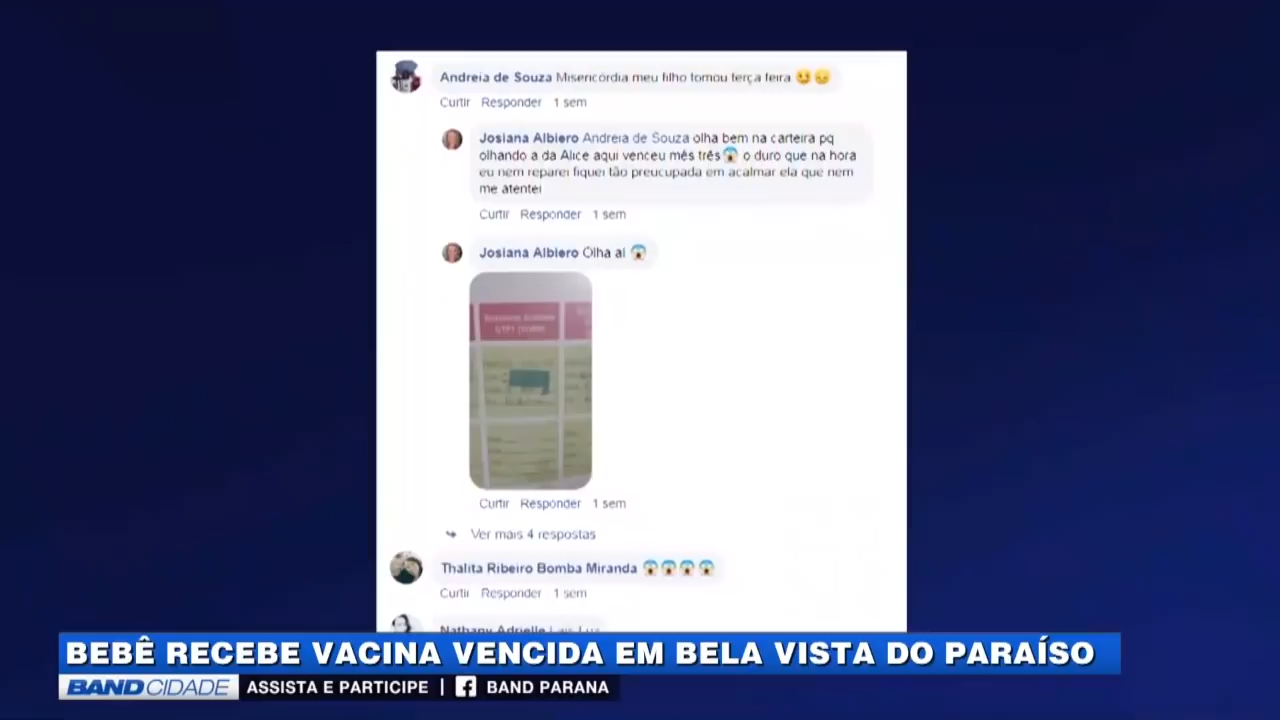 Andreia de Souza Misericórdia meu filho tomou terça feira
Curtir Responder 1 sem
Josiana Albiero Andreia de Souza olha bem na carteira pq
olhando a da Alice aqui venceu mês três o duro que na hora
eu nem reparei fiquei tão preucupada em acalmar ela que nem
me atentei
Curtir Responder 1 sem
Josiana Albiero Olha aí
Curtir Responder 1 sem
Ver mais 4 respostas
Thalita Ribeiro Bomba Miranda
Curtir Responder 1 sem
Nathany Adrielle
BEBÊ RECEBE VACINA VENCIDA EM BELA VISTA DO PARAÍSO
BAND CIDADE ASSISTA E PARTICIPE | BAND PARANA